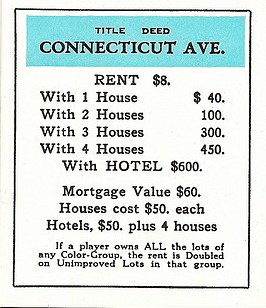 TITLE DEED
CONNECTICUT AVE.
RENT $8.
With 1 House $ 40.
With 2 Houses 100.
With 3 Houses 300.
With 4 Houses 450.
With HOTEL $600.
Mortgage Value $60.
Houses cost $50. each
Hotels, $50. plus 4 houses
If a player owns ALL the lots of
any Color-Group, the rent is Doubled
on Unimproved Lots in that group.